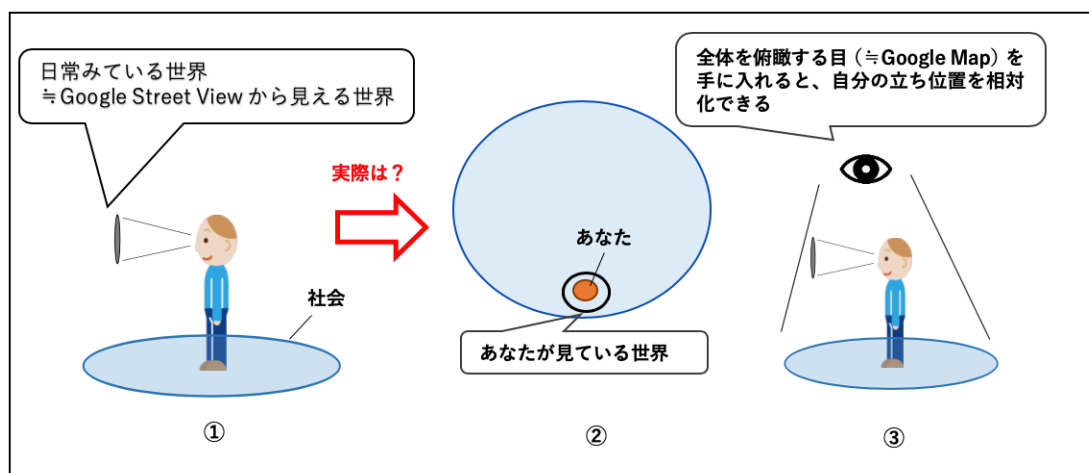 日常みている世界
≒Google Street View から見える世界
実際は？
社会
①
あなた
あなたが見ている世界
②
全体を俯瞰する目（≒Google Map）を
手に入れると、自分の立ち位置を相対
化できる
③